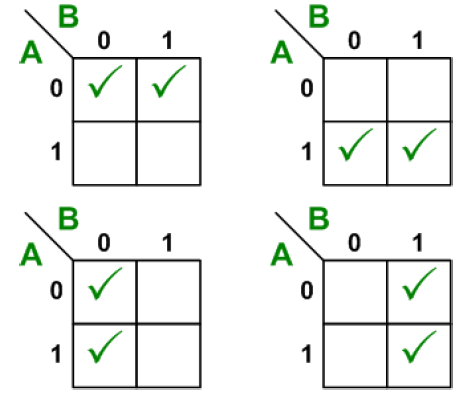 B B
A 0 1 A 0 1
0 ✓ ✓ 0
1 1 ✓ ✓
B B
A 0 1 A 0 1
0 ✓ 0 ✓
1 ✓ 1 ✓